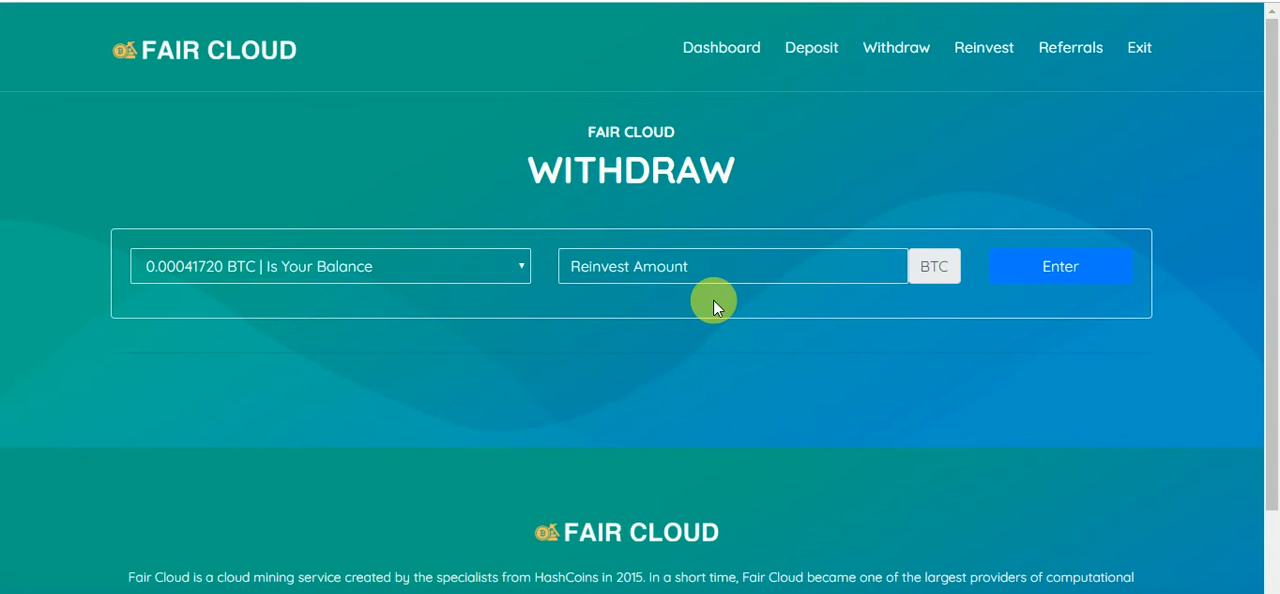 FAIR CLOUD
Dashboard Deposit Withdraw Reinvest Referrals Exit
FAIR CLOUD
WITHDRAW
0.00041720 BTC | Is Your Balance
Reinvest Amount
BTC
Enter
FAIR CLOUD
Fair Cloud is a cloud mining service created by the specialists from HashCoins in 2015. In a short time, Fair Cloud became one of the largest providers of computational